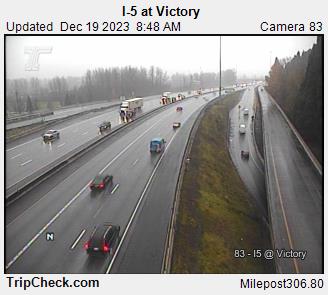 I-5 at Victory
Updated Dec 19 2023 8:48 AM
Camera 83
Tr
N
83 - I5 @ Victory
TripCheck.com
Milepost306.80